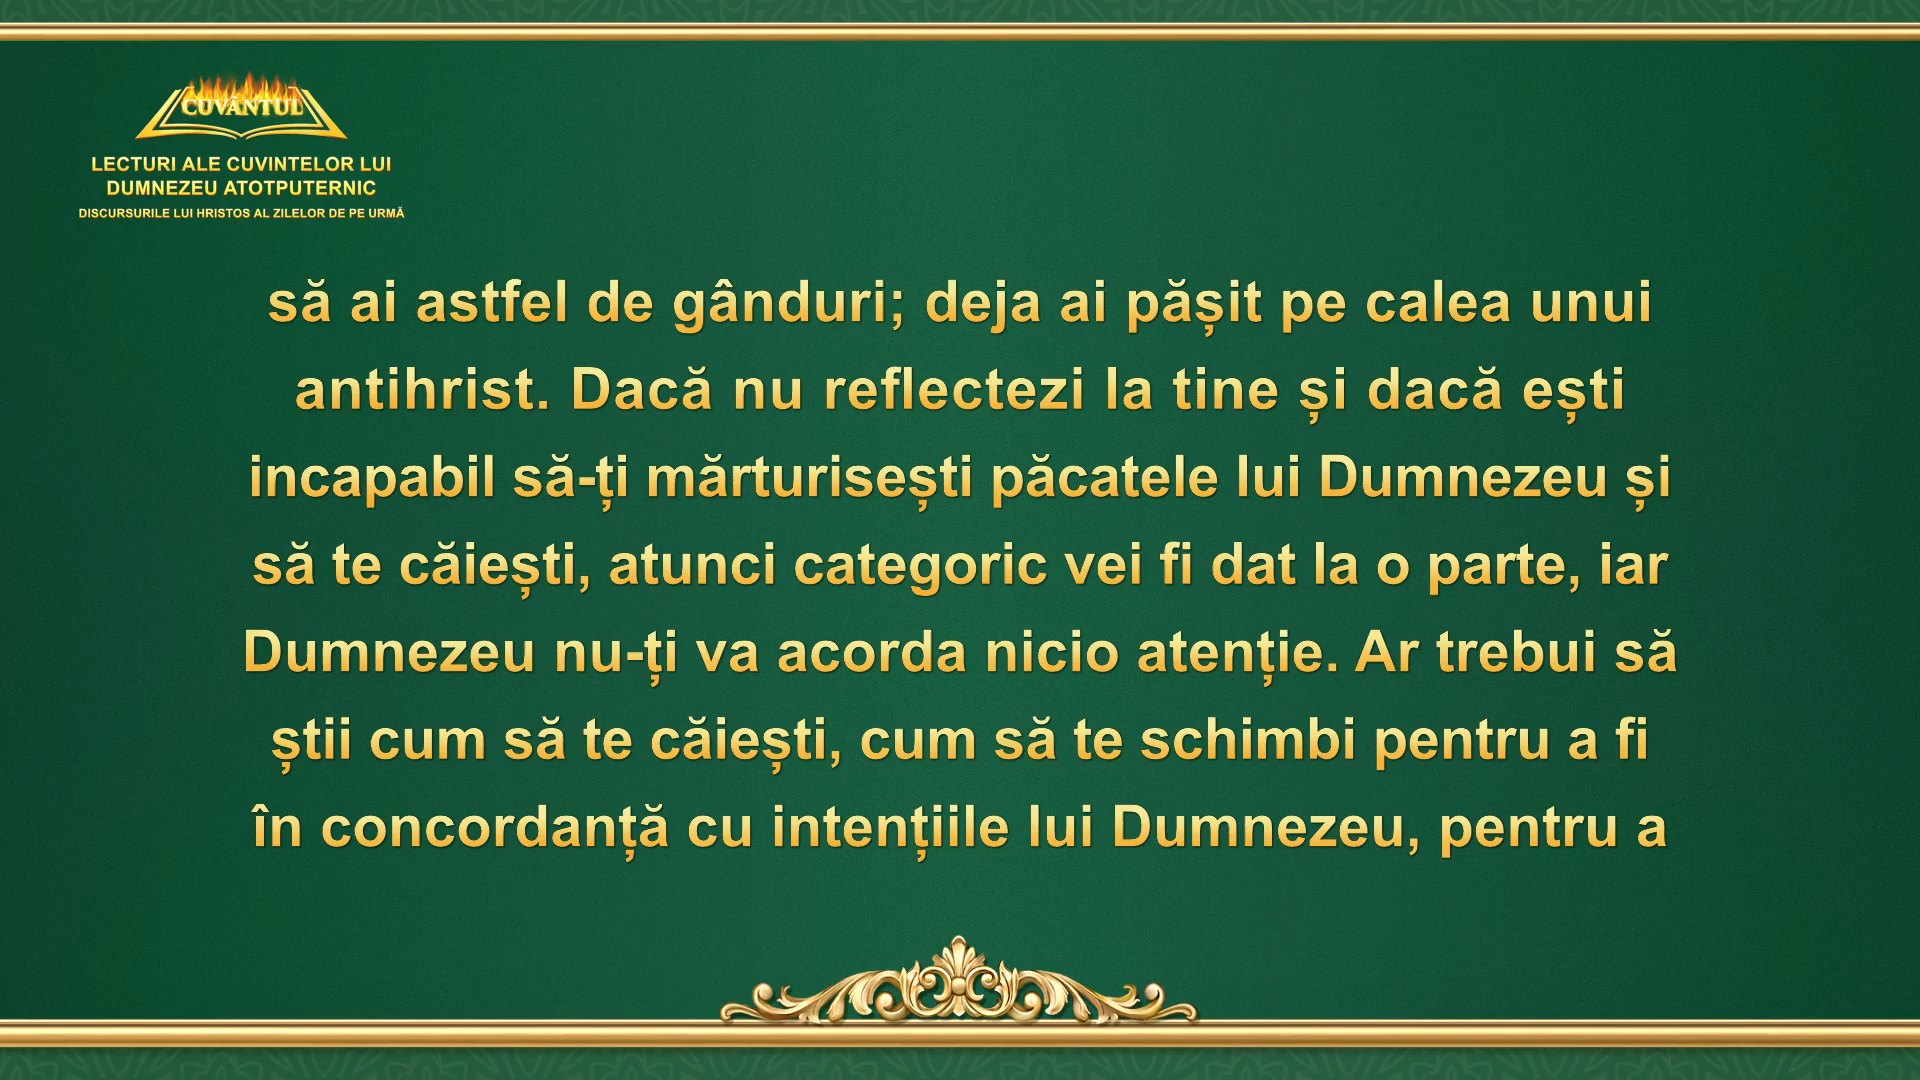 CUVÂNTUL
LECTURI ALE CUVINTELOR LUI
DUMNEZEU ATOTPUTERNIC
DISCURSURILE LUI HRISTOS AL ZILELOR DE PE URMĂ
să ai astfel de gânduri; deja ai pășit pe calea unui
antihrist. Dacă nu reflectezi la tine și dacă ești
incapabil să-ți mărturisești păcatele lui Dumnezeu și
să te căiești, atunci categoric vei fi dat la o parte, iar
Dumnezeu nu-ți va acorda nicio atenție. Ar trebui să
știi cum să te căiești, cum să te schimbi pentru a fi
în concordanță cu intențiile lui Dumnezeu, pentru a